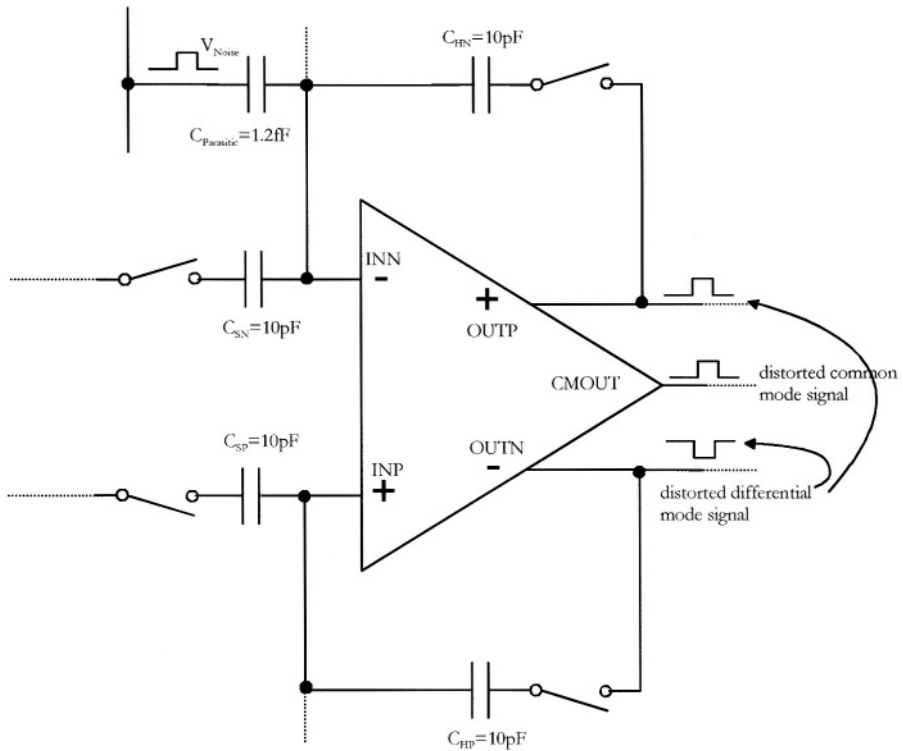 V_Noise
C_HN=10pF
C_Parasitic=1.2fF
INN
-
C_SN=10pF
+
OUTP
CMOUT
distorted common
mode signal
C_SP=10pF
INP
+
OUTN
-
distorted differential
mode signal
C_HP=10pF